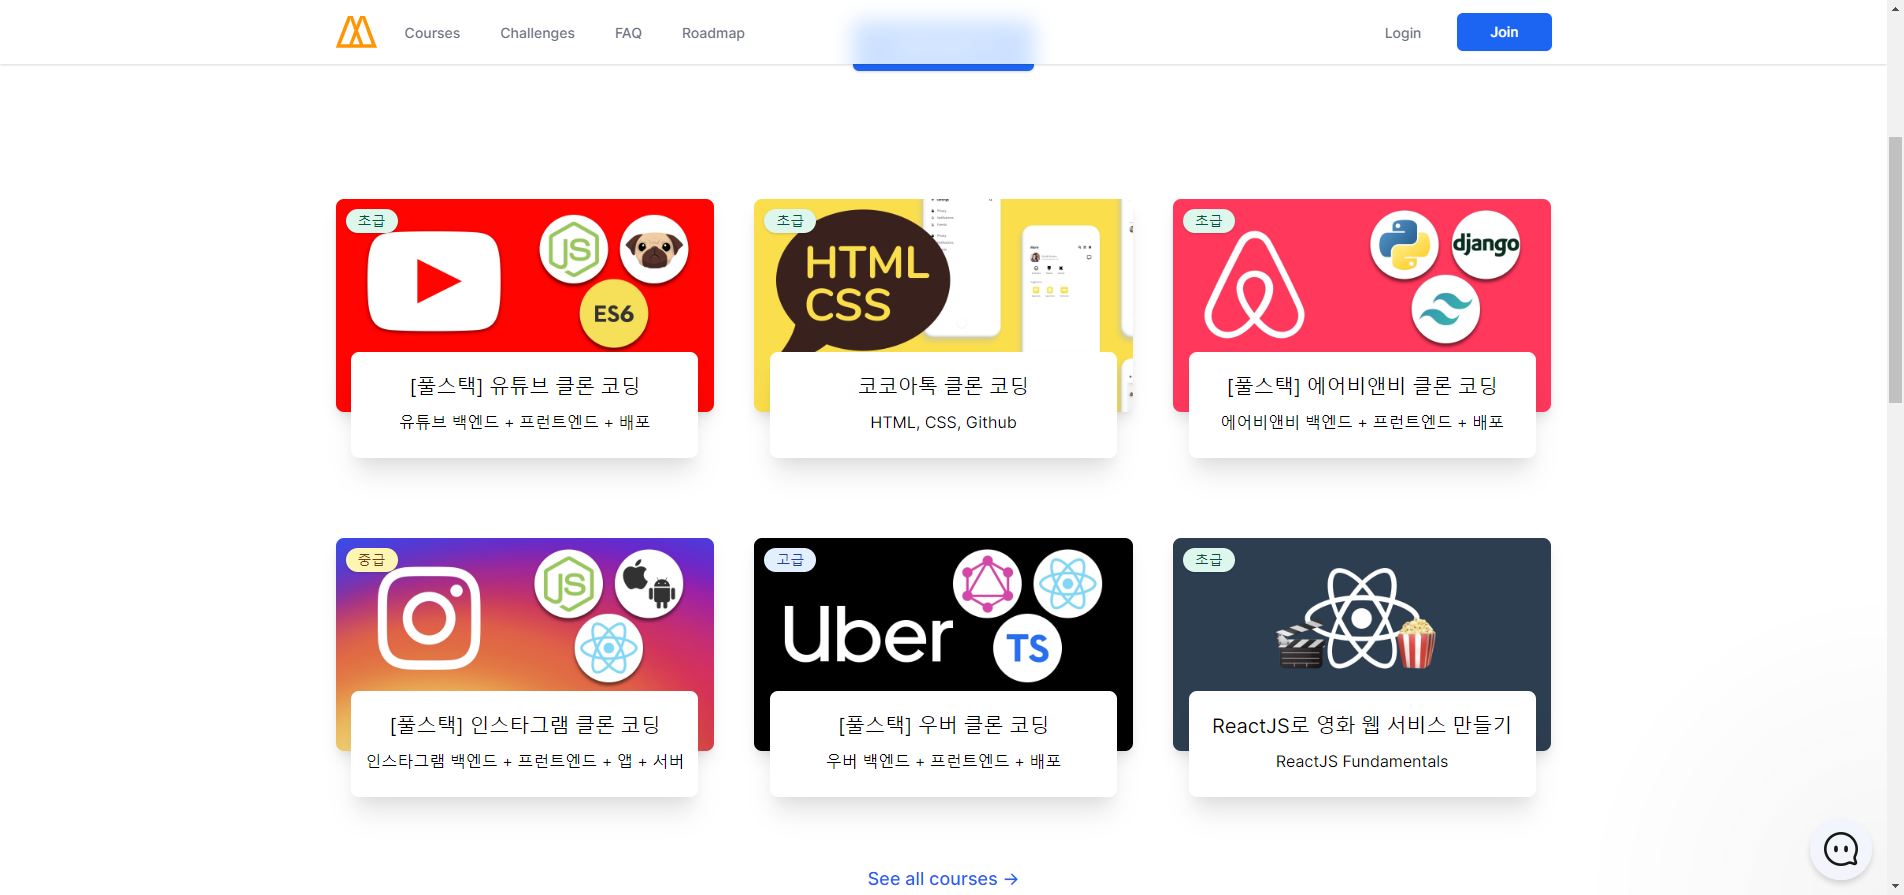 Courses Challenges FAQ Roadmap Login Join
초급
JS
ES6
[풀스택] 유튜브 클론 코딩
유튜브 백엔드 + 프런트엔드 + 배포
초급
HTML
CSS
코코아톡 클론 코딩
HTML, CSS, Github
초급
django
[풀스택] 에어비앤비 클론 코딩
에어비앤비 백엔드 + 프런트엔드 + 배포
중급
JS
[풀스택] 인스타그램 클론 코딩
인스타그램 백엔드 + 프런트엔드 + 앱 + 서버
고급
Uber
TS
[풀스택] 우버 클론 코딩
우버 백엔드 + 프런트엔드 + 배포
초급
ReactJS로 영화 웹 서비스 만들기
ReactJS Fundamentals
See all courses →